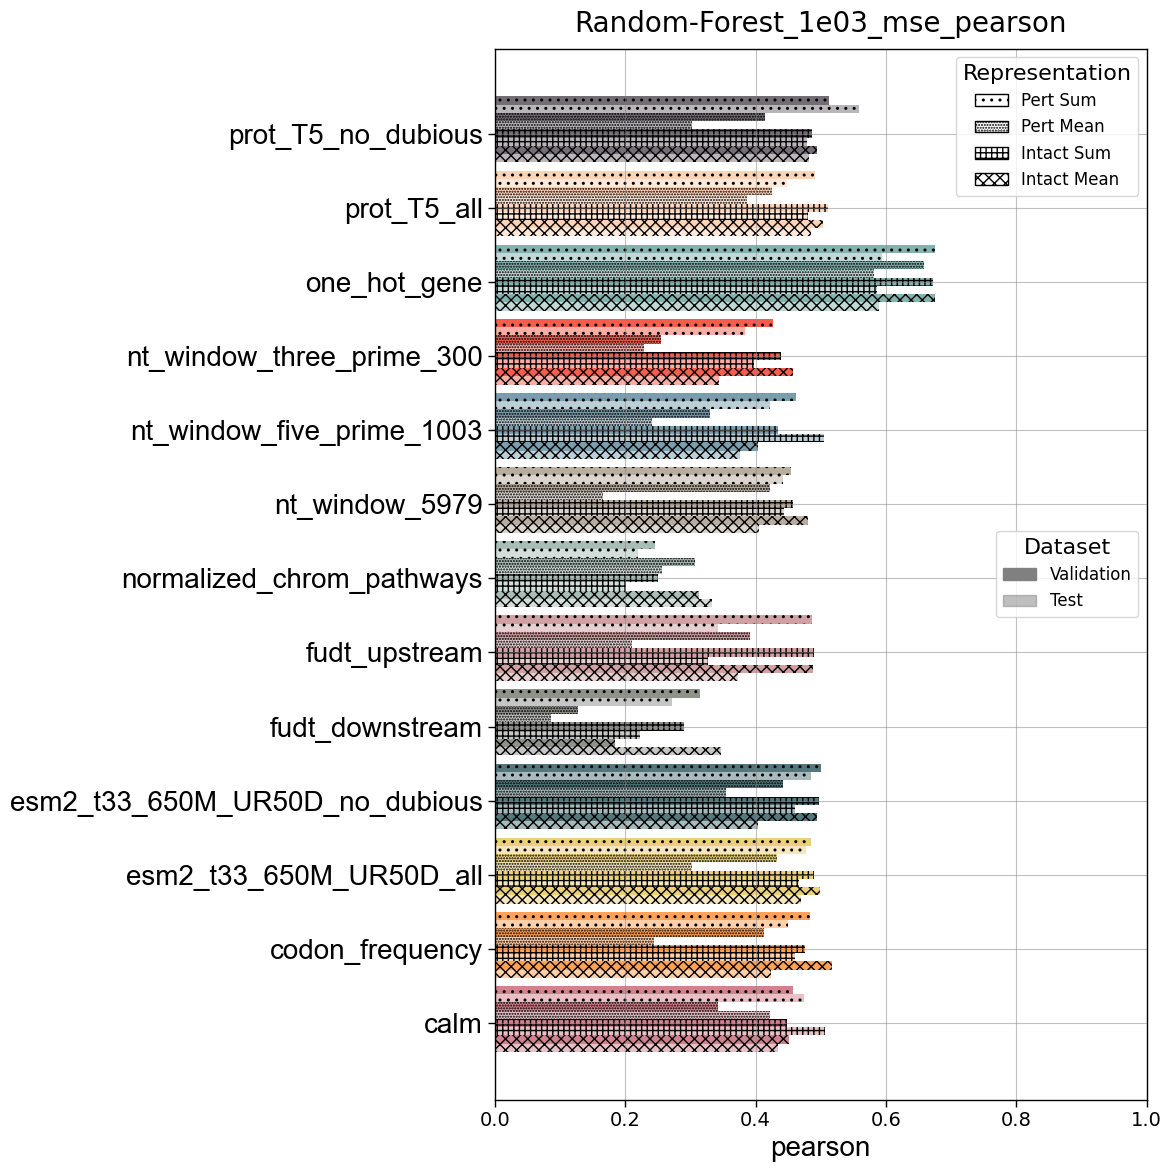 Random-Forest_1e03_mse_pearson
Representation
Pert Sum
Pert Mean
Intact Sum
Intact Mean
prot_T5_no_dubious
prot_T5_all
one_hot_gene
nt_window_three_prime_300
nt_window_five_prime_1003
nt_window_5979
Dataset
Validation
Test
normalized_chrom_pathways
fudt_upstream
fudt_downstream
esm2_t33_650M_UR50D_no_dubious
esm2_t33_650M_UR50D_all
codon_frequency
calm
0.0 0.2 0.4 0.6 0.8 1.0
pearson